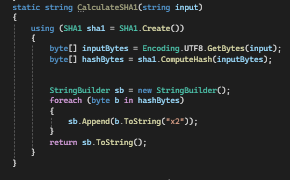 static string CalculateSHA1(string input)
{
    using (SHA1 sha1 = SHA1.Create())
    {
        byte[] inputBytes = Encoding.UTF8.GetBytes(input);
        byte[] hashBytes = sha1.ComputeHash(inputBytes);

        StringBuilder sb = new StringBuilder();
        foreach (byte b in hashBytes)
        {
            sb.Append(b.ToString("x2"));
        }
        return sb.ToString();
    }
}